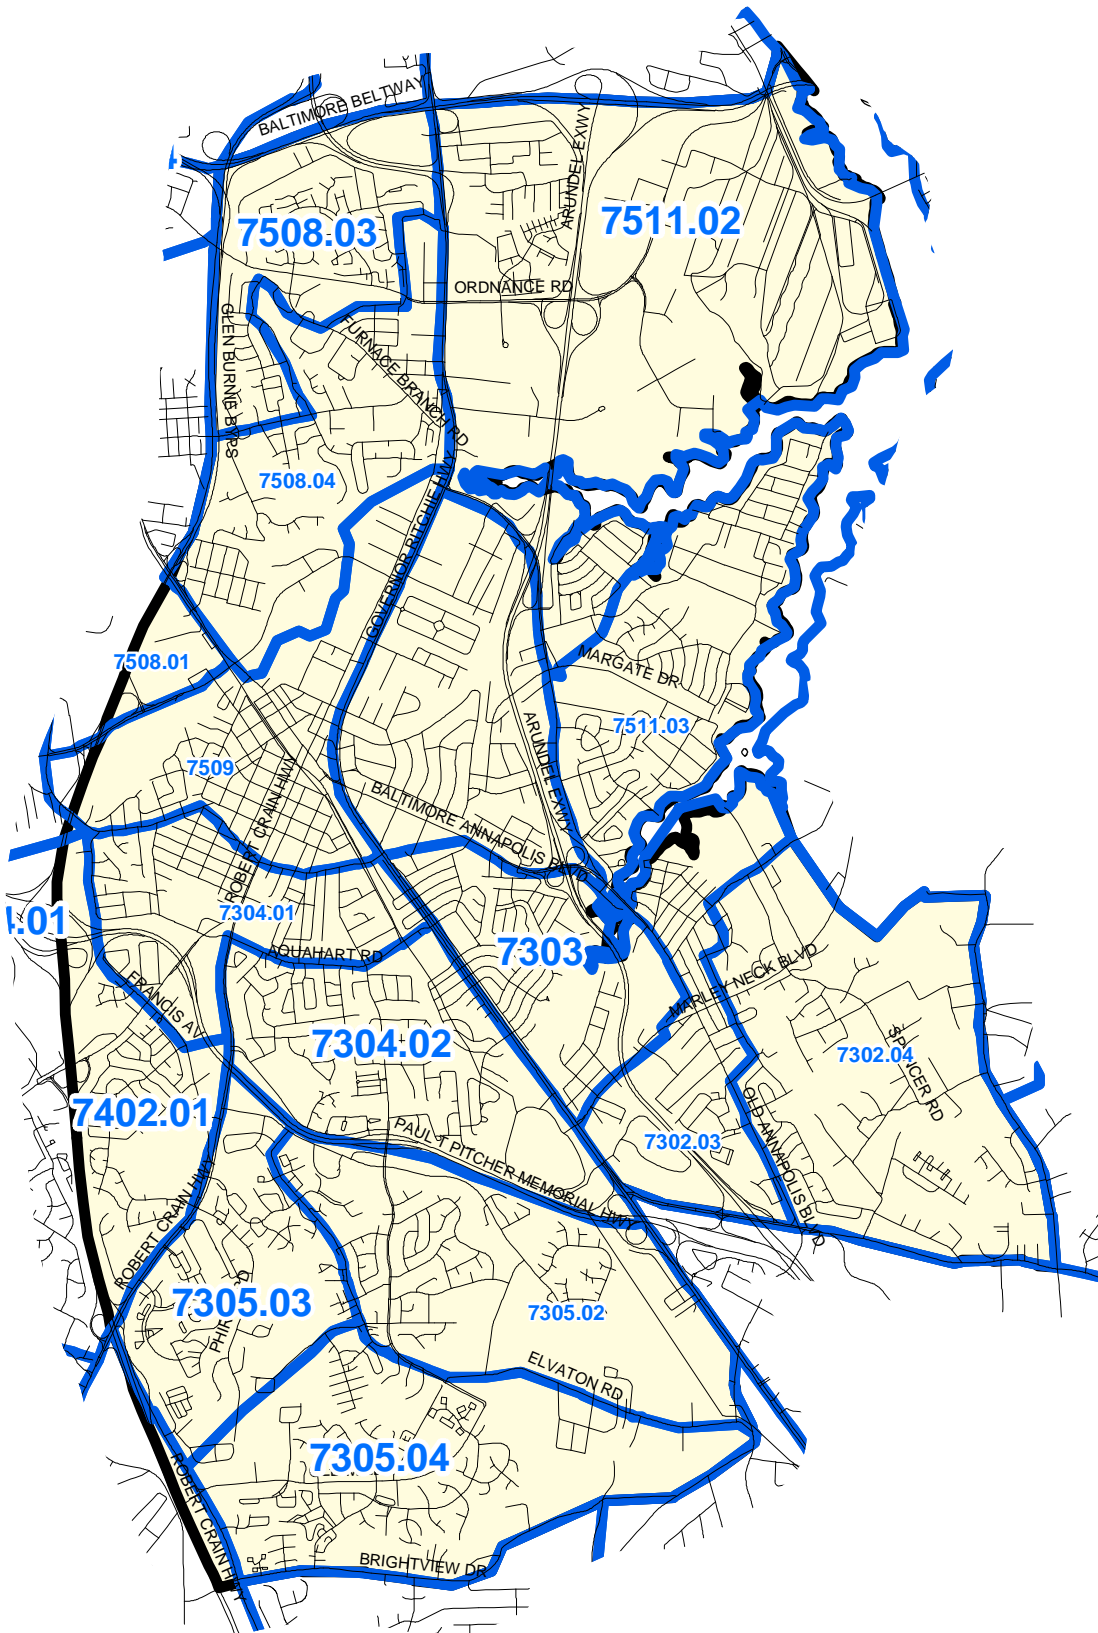 BALTIMORE BELTWAY
ARUNDEL EXWY
7508.03
7511.02
ORDNANCE RD
GLEN BURNE BYPS
FURNACE BRANCH RD
7508.04
GOVERNOR RITCHIE HWY
7508.01
MARGATE DR
7511.03
ARUNDEL EXWY
7509
ROBERT CRAIN HWY
BALTIMORE ANNAPOLIS BLVD
7304.01
4.01
AQUAHART RD
7303
MARLEY NECK BLVD
FRANCIS AV
7304.02
SPENCER RD
7302.04
7402.01
OLD ANNAPOLIS BLVD
PAUL T PITCHER MEMORIAL HWY
7302.03
ROBERT CRAIN HWY
7305.03
7305.02
ELVATON RD
7305.04
ROBERT CRAIN HWY
BRIGHTVIEW DR